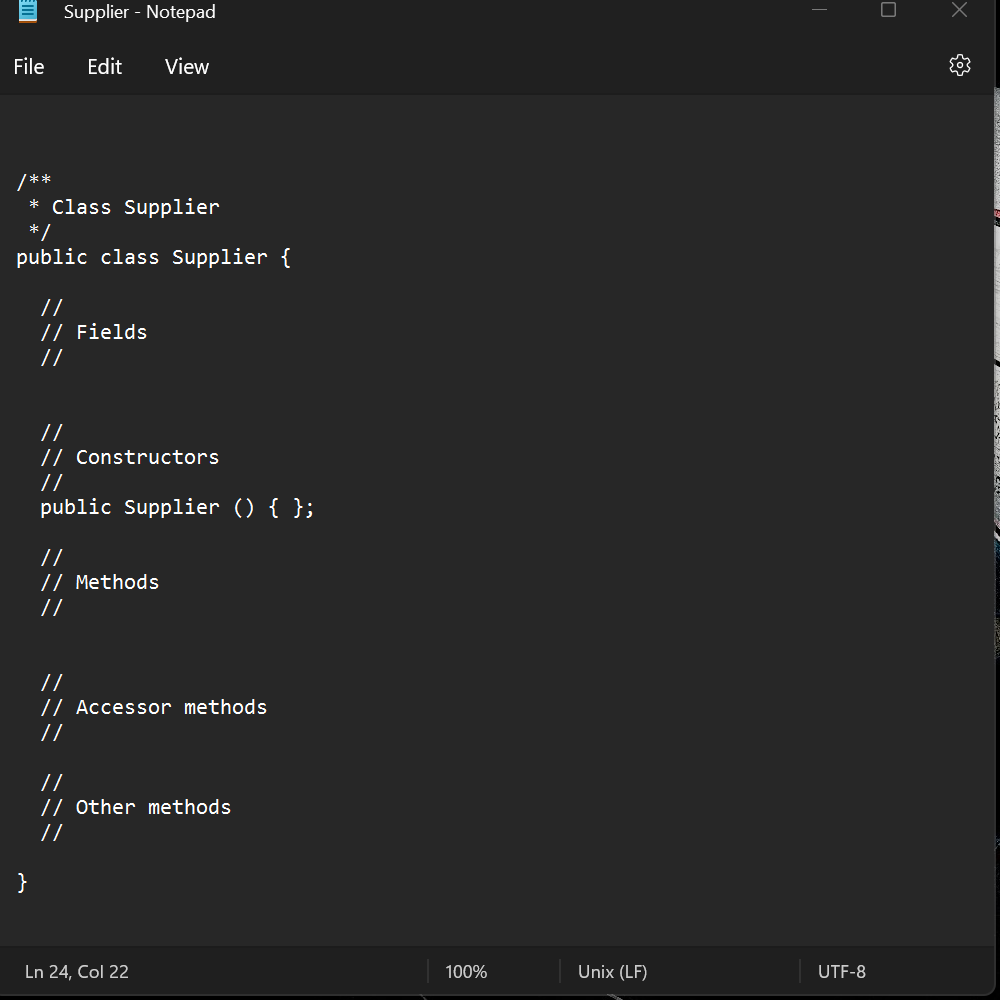 Supplier - Notepad
File Edit View
/**
 * Class Supplier
 */
public class Supplier {
  //
  // Fields
  //
  //
  // Constructors
  //
  public Supplier () { };
  //
  // Methods
  //
  //
  // Accessor methods
  //
  //
  // Other methods
  //
}
Ln 24, Col 22 100% Unix (LF) UTF-8